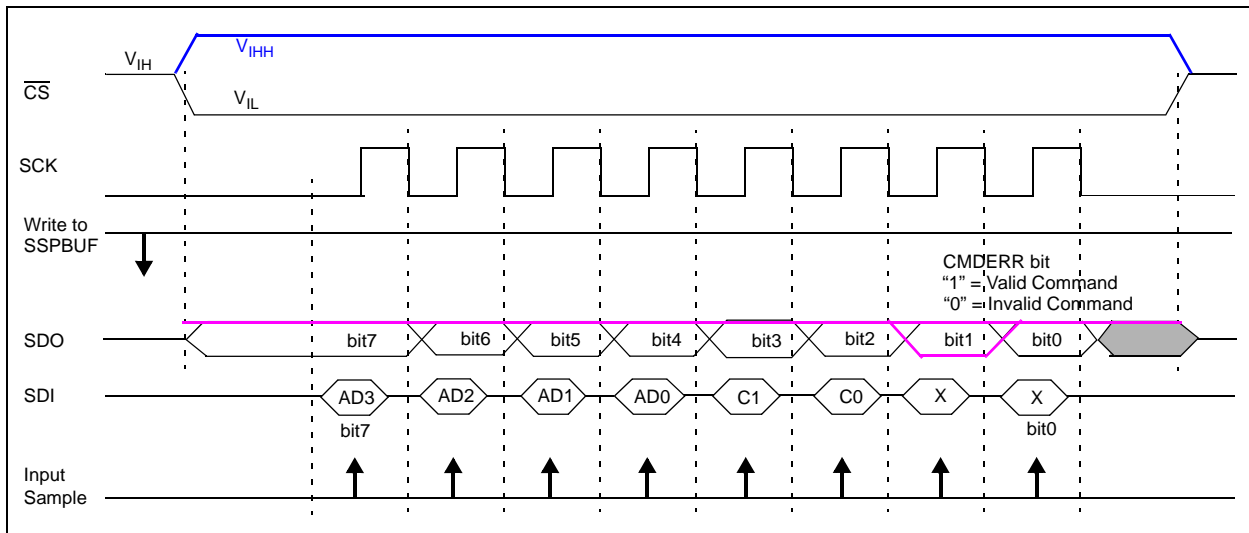 V_IHH
V_IH
CS
V_IL
SCK
Write to
SSPBUF
CMDERR bit
“1” = Valid Command
“0” = Invalid Command
SDO bit7 bit6 bit5 bit4 bit3 bit2 bit1 bit0
SDI AD3 AD2 AD1 AD0 C1 C0 X X
bit7 bit0
Input
Sample